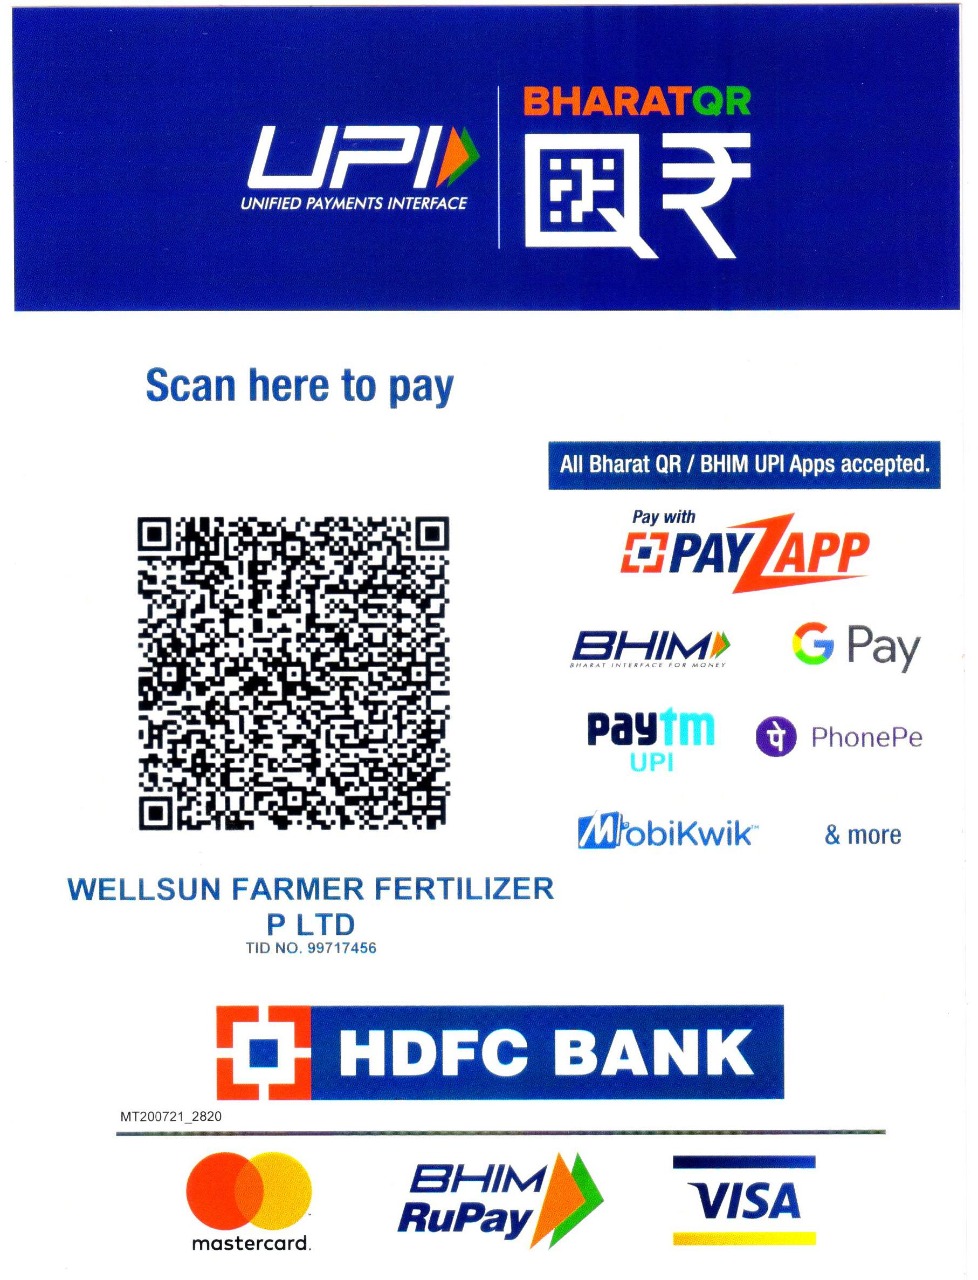 BHARATQR
UPI
UNIFIED PAYMENTS INTERFACE
Scan here to pay
All Bharat QR / BHIM UPI Apps accepted.
Pay with
PAYZAPP
BHIM
BHARAT INTERFACE FOR MONEY
G Pay
paytm
UPI
पे PhonePe
MobiKwik™
& more
WELLSUN FARMER FERTILIZER
P LTD
TID NO. 99717456
HDFC BANK
MT200721_2820
mastercard.
BHIM
RuPay
VISA